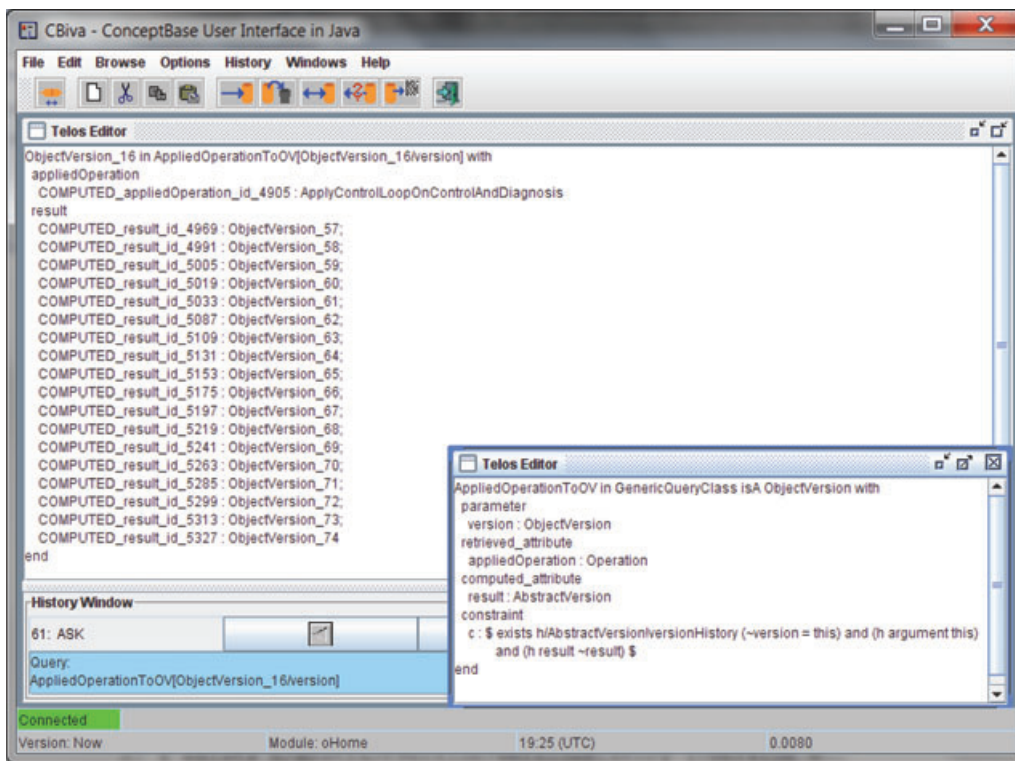 CBiva - ConceptBase User Interface in Java
File Edit Browse Options History Windows Help
Telos Editor
ObjectVersion_16 in AppliedOperationToOV[ObjectVersion_16/version] with
appliedOperation
COMPUTED_appliedOperation_id_4905 : ApplyControlLoopOnControlAndDiagnosis
result
COMPUTED_result_id_4969 : ObjectVersion_57;
COMPUTED_result_id_4991 : ObjectVersion_58;
COMPUTED_result_id_5005 : ObjectVersion_59;
COMPUTED_result_id_5019 : ObjectVersion_60;
COMPUTED_result_id_5033 : ObjectVersion_61;
COMPUTED_result_id_5087 : ObjectVersion_62;
COMPUTED_result_id_5109 : ObjectVersion_63;
COMPUTED_result_id_5131 : ObjectVersion_64;
COMPUTED_result_id_5153 : ObjectVersion_65;
COMPUTED_result_id_5175 : ObjectVersion_66;
COMPUTED_result_id_5197 : ObjectVersion_67;
COMPUTED_result_id_5219 : ObjectVersion_68;
COMPUTED_result_id_5241 : ObjectVersion_69;
COMPUTED_result_id_5263 : ObjectVersion_70;
COMPUTED_result_id_5285 : ObjectVersion_71;
COMPUTED_result_id_5299 : ObjectVersion_72;
COMPUTED_result_id_5313 : ObjectVersion_73;
COMPUTED_result_id_5327 : ObjectVersion_74
end
Telos Editor
AppliedOperationToOV in GenericQueryClass isA ObjectVersion with
parameter
version : ObjectVersion
retrieved_attribute
appliedOperation : Operation
computed_attribute
result : AbstractVersion
constraint
c : $ exists h/AbstractVersion!versionHistory (~version = this) and (h argument this)
and (h result ~result) $
end
History Window
61: ASK
Query:
AppliedOperationToOV[ObjectVersion_16/version]
Connected
Version: Now Module: oHome 19:25 (UTC) 0.0080